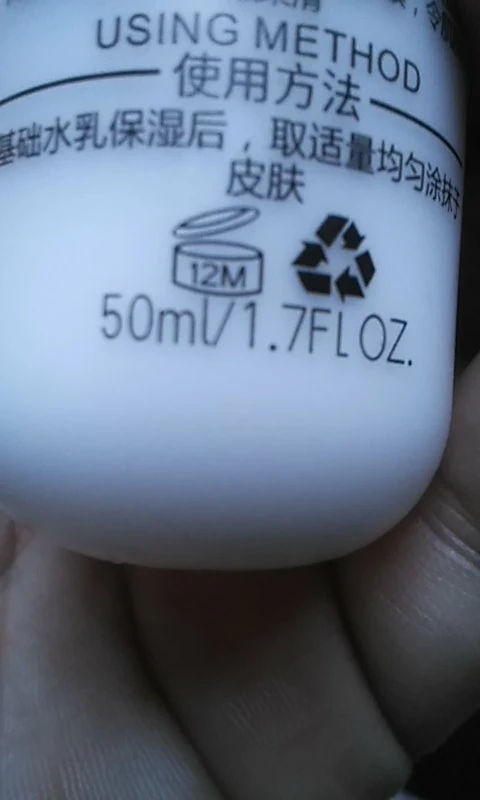 USING METHOD
使用方法
基础水乳保湿后，取适量均匀涂抹于
皮肤
12M
50ml/1.7FL OZ.